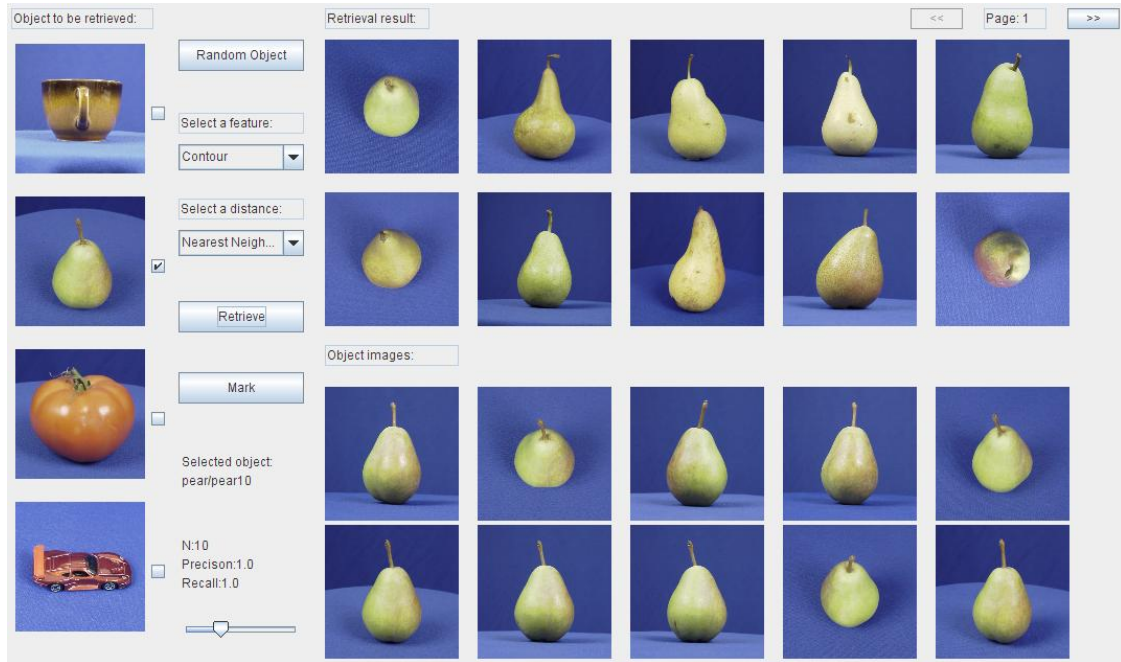 Object to be retrieved:
Random Object
Select a feature:
Contour
Select a distance:
Nearest Neigh...
Retrieve
Mark
Selected object:
pear/pear10
N:10
Precison:1.0
Recall:1.0
Retrieval result:
<<
Page: 1
>>
Object images: